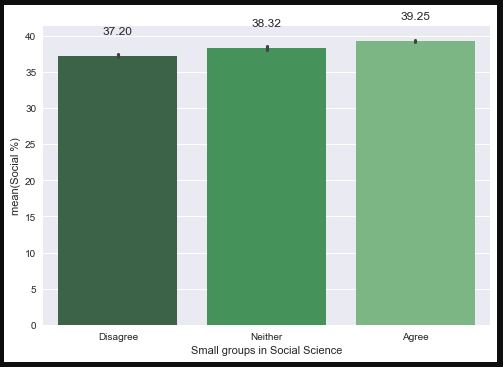 37.20
38.32
39.25
40
35
30
25
20
15
10
5
0
mean(Social %)
Disagree
Neither
Agree
Small groups in Social Science